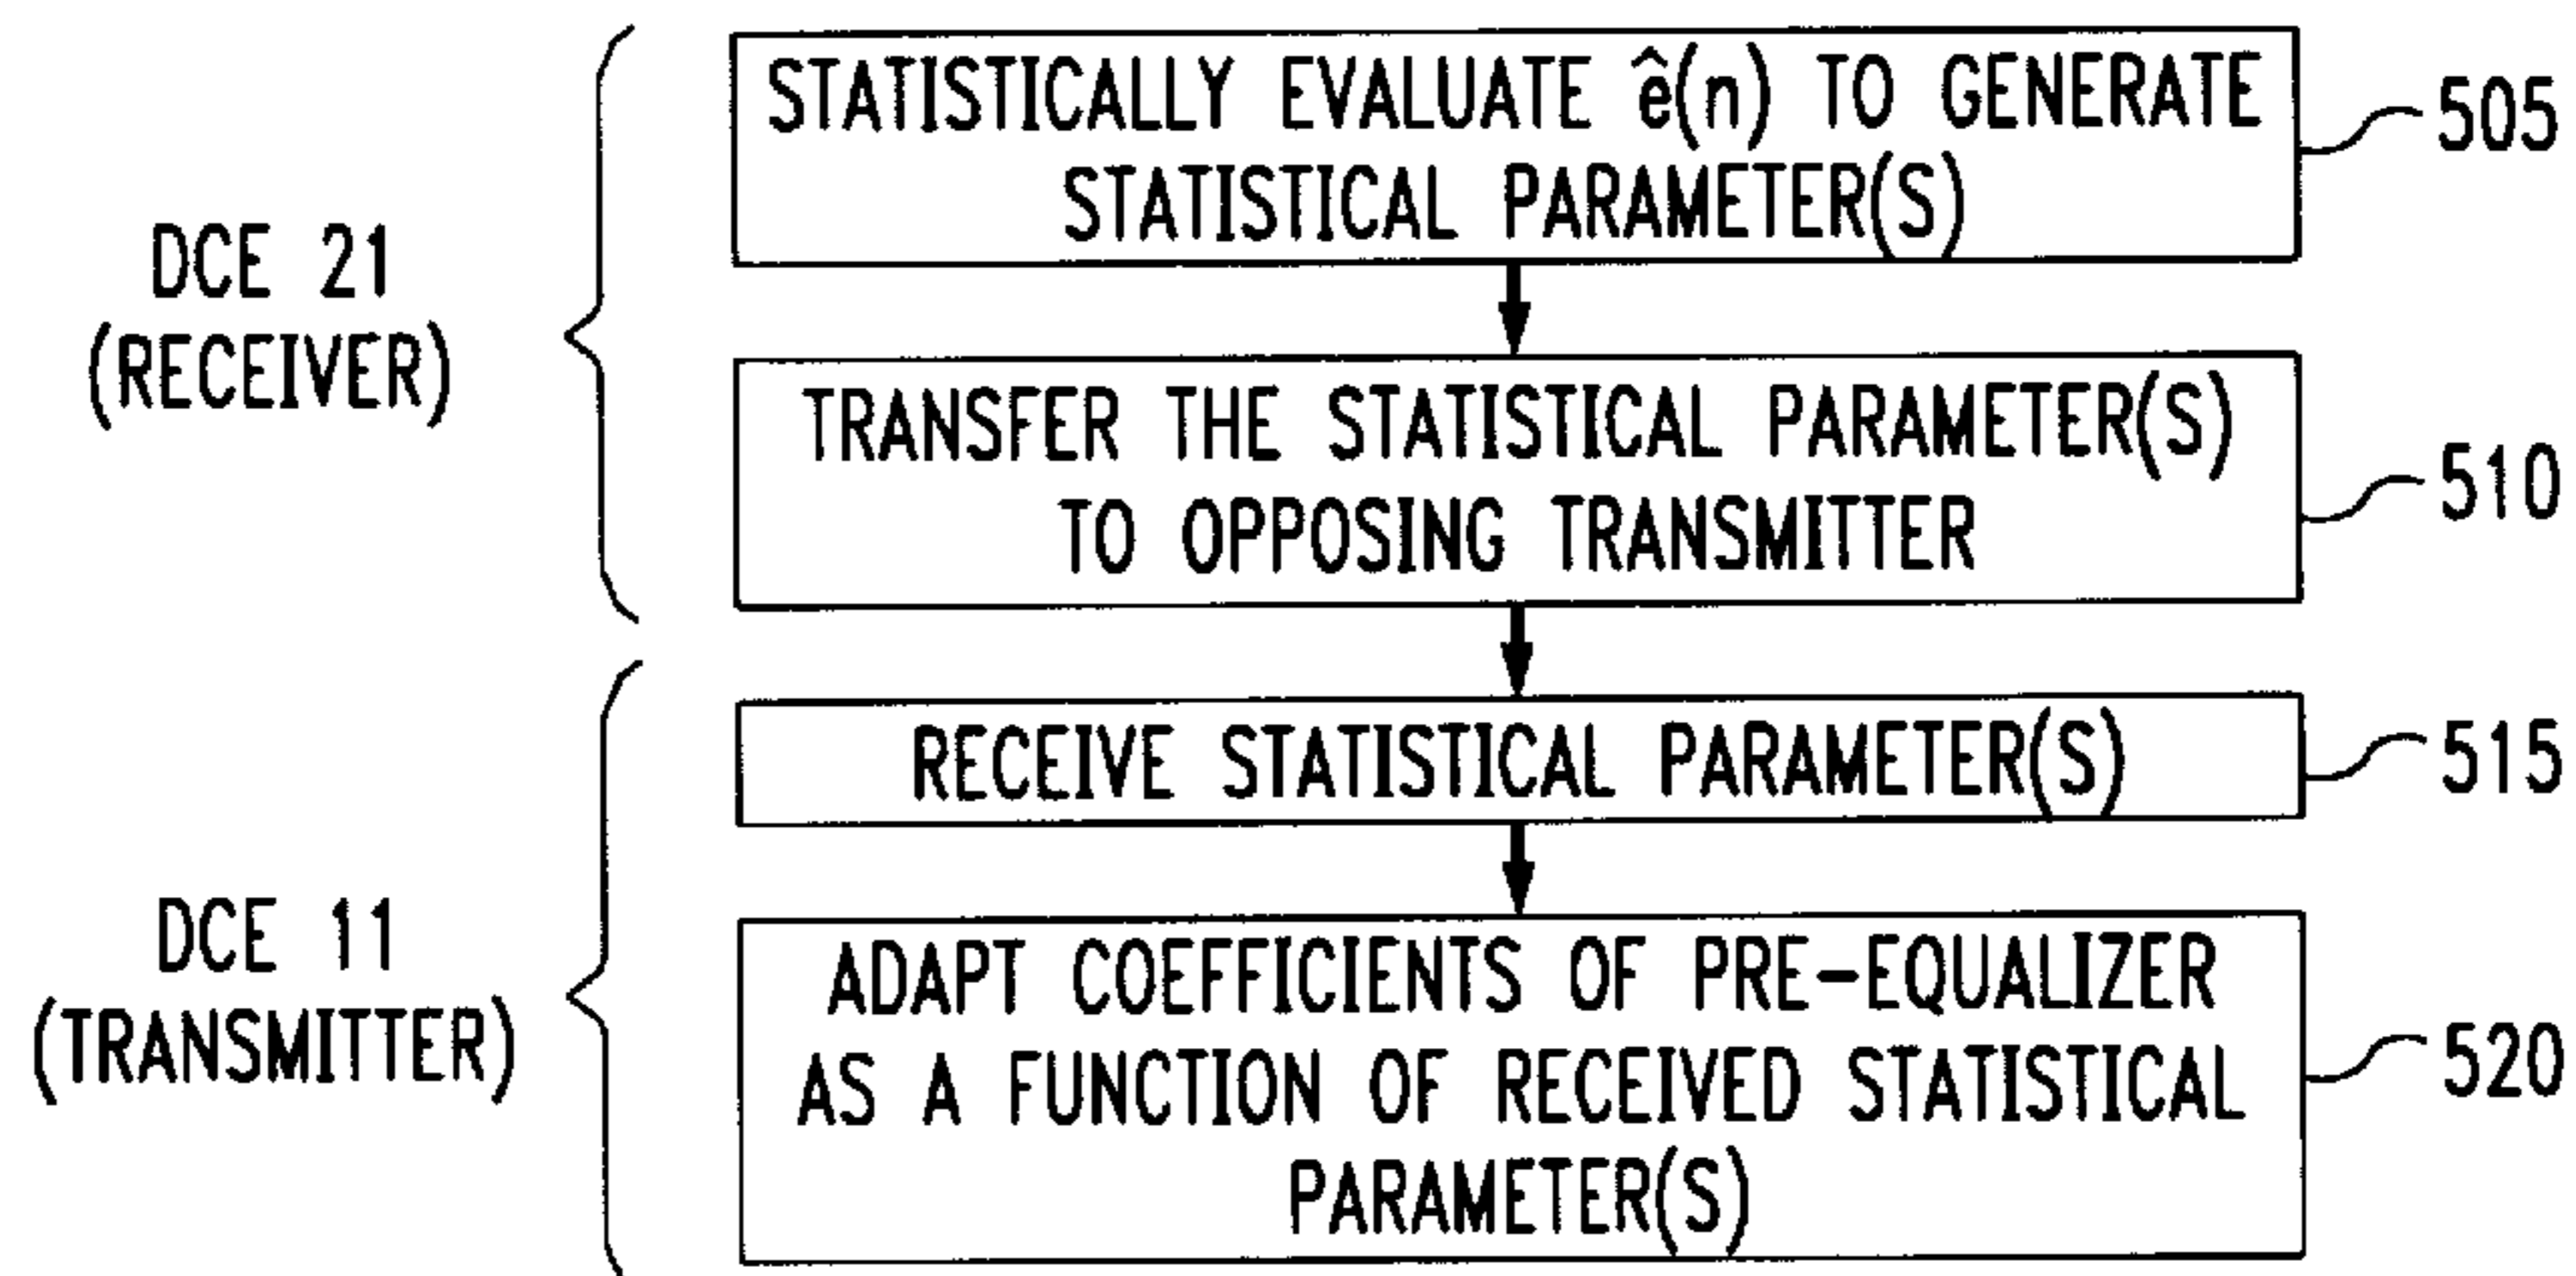 DCE 21
(RECEIVER)
STATISTICALLY EVALUATE ê(n) TO GENERATE
STATISTICAL PARAMETER(S)
505
TRANSFER THE STATISTICAL PARAMETER(S)
TO OPPOSING TRANSMITTER
510
DCE 11
(TRANSMITTER)
RECEIVE STATISTICAL PARAMETER(S)
515
ADAPT COEFFICIENTS OF PRE-EQUALIZER
AS A FUNCTION OF RECEIVED STATISTICAL
PARAMETER(S)
520